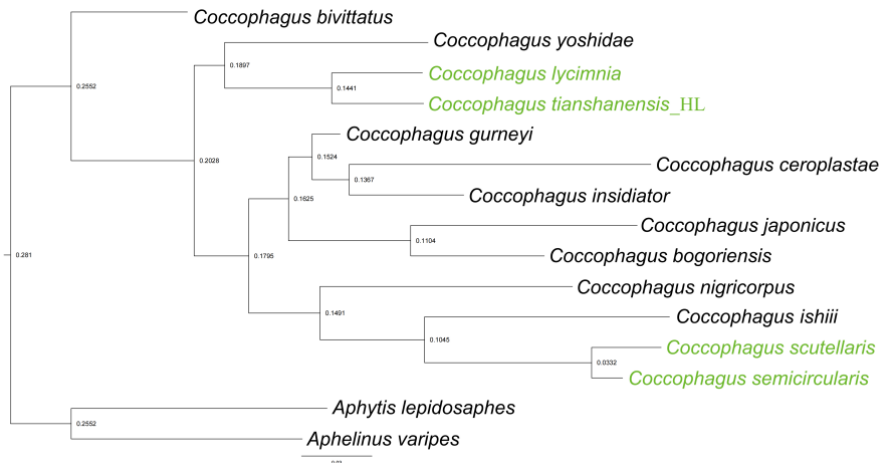 Coccophagus bivittatus
Coccophagus yoshidae
0.1897
Coccophagus lycimnia
0.2552
0.1441
Coccophagus tianshanensis_HL
Coccophagus gurneyi
0.1524
0.2028
Coccophagus ceroplastae
0.1367
Coccophagus insidiator
0.1625
Coccophagus japonicus
0.1104
0.281
0.1795
Coccophagus bogoriensis
Coccophagus nigricorpus
0.1491
Coccophagus ishiii
0.1045
Coccophagus scutellaris
0.0332
Coccophagus semicircularis
Aphytis lepidosaphes
0.2552
Aphelinus varipes